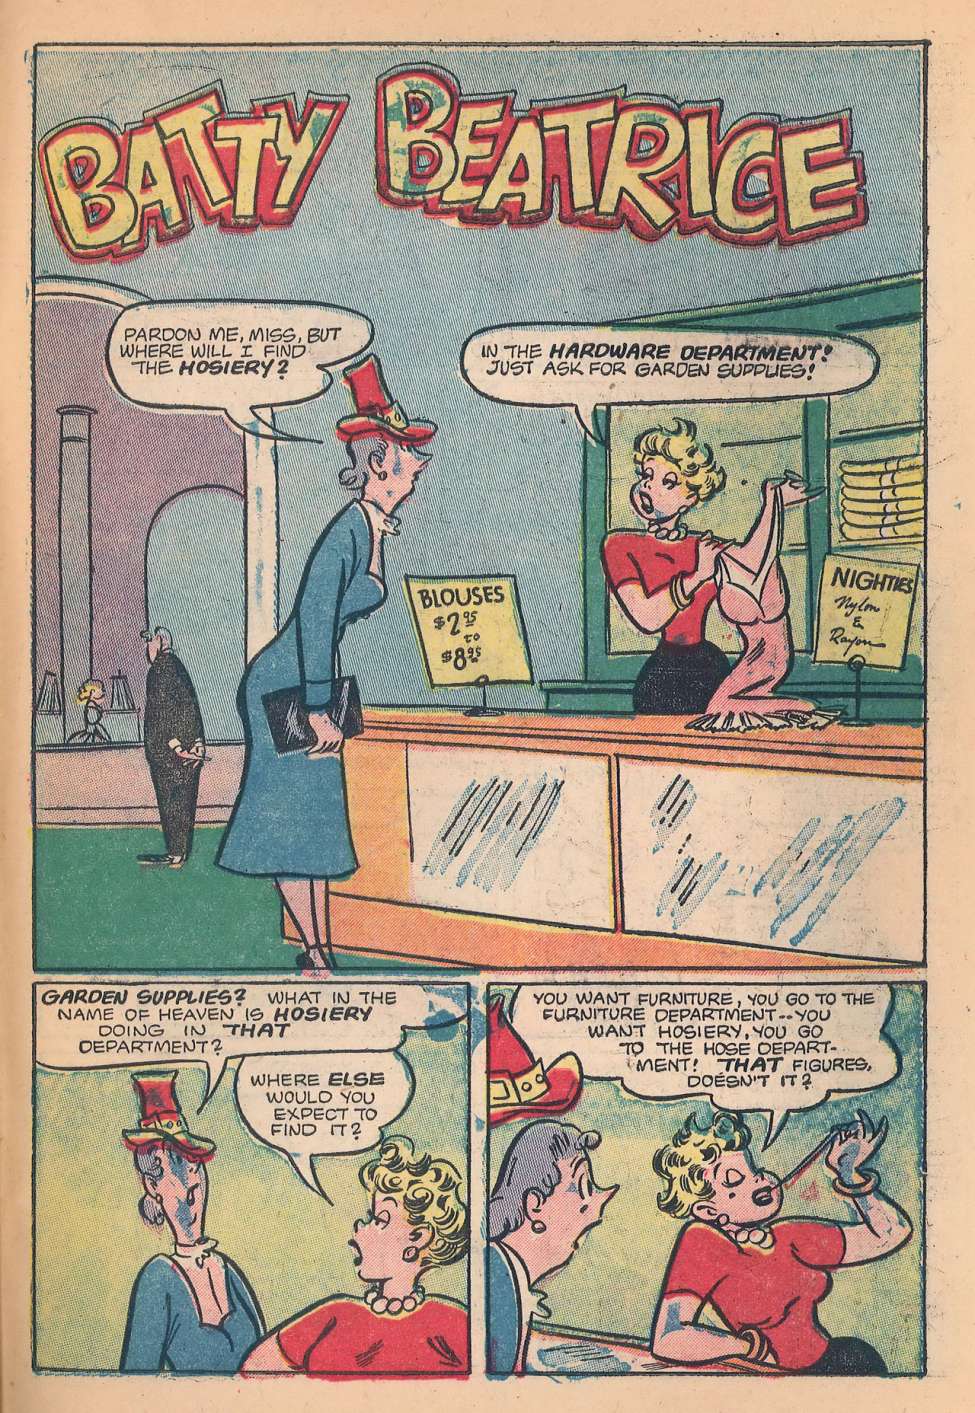 BATTY BEATRICE
PARDON ME, MISS, BUT
WHERE WILL I FIND
THE HOSIERY?
IN THE HARDWARE DEPARTMENT!
JUST ASK FOR GARDEN SUPPLIES!
BLOUSES
$2.95
TO
$8.95
NIGHTIES
Nylon
&
Rayon
GARDEN SUPPLIES? WHAT IN THE
NAME OF HEAVEN IS HOSIERY
DOING IN THAT
DEPARTMENT?
WHERE ELSE
WOULD YOU
EXPECT TO
FIND IT?
YOU WANT FURNITURE, YOU GO TO THE
FURNITURE DEPARTMENT--YOU
WANT HOSIERY, YOU GO
TO THE HOSE DEPART-
MENT! THAT FIGURES,
DOESN'T IT?